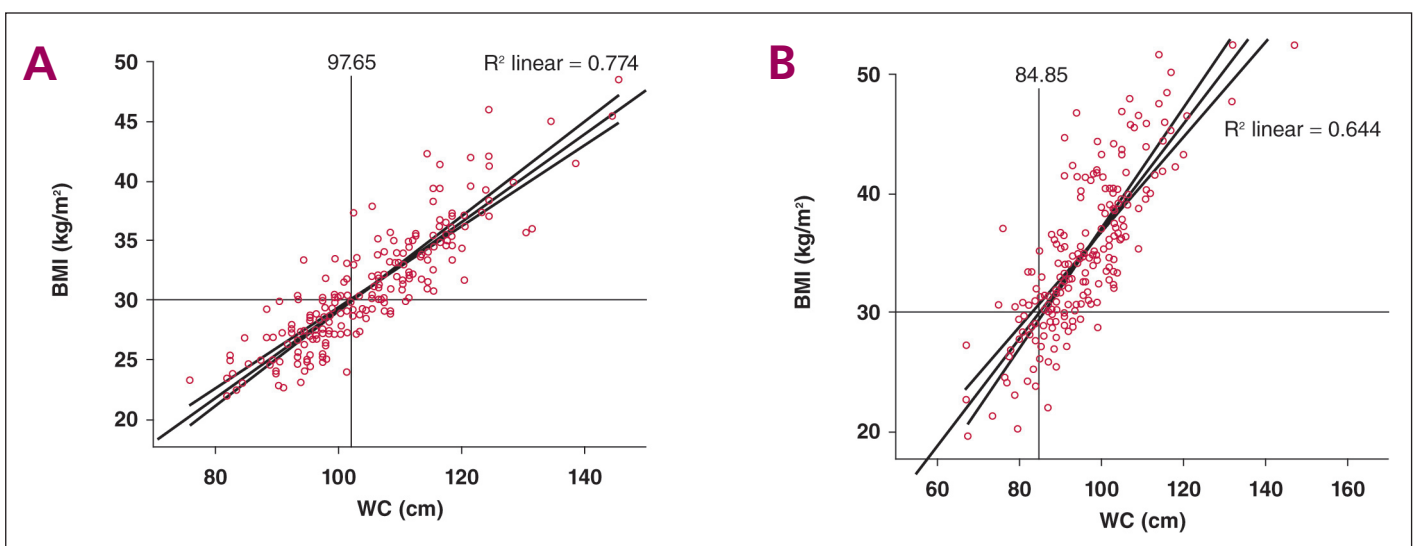 A
97.65
R² linear = 0.774
50
45
40
35
30
25
20
BMI (kg/m²)
80 100 120 140
WC (cm)
B
84.85
R² linear = 0.644
50
40
30
20
BMI (kg/m²)
60 80 100 120 140 160
WC (cm)